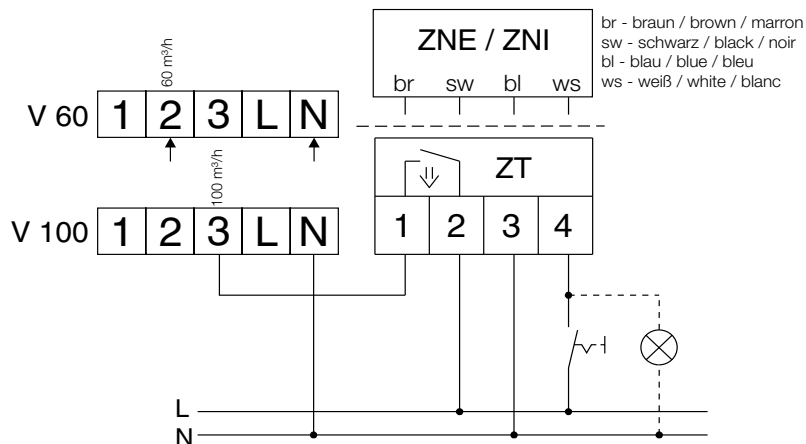 60 m³/h
V 60 1 2 3 L N
100 m³/h
V 100 1 2 3 L N
ZNE / ZNI
br sw bl ws
ZT
1 2 3 4
br - braun / brown / marron
sw - schwarz / black / noir
bl - blau / blue / bleu
ws - weiß / white / blanc
L
N